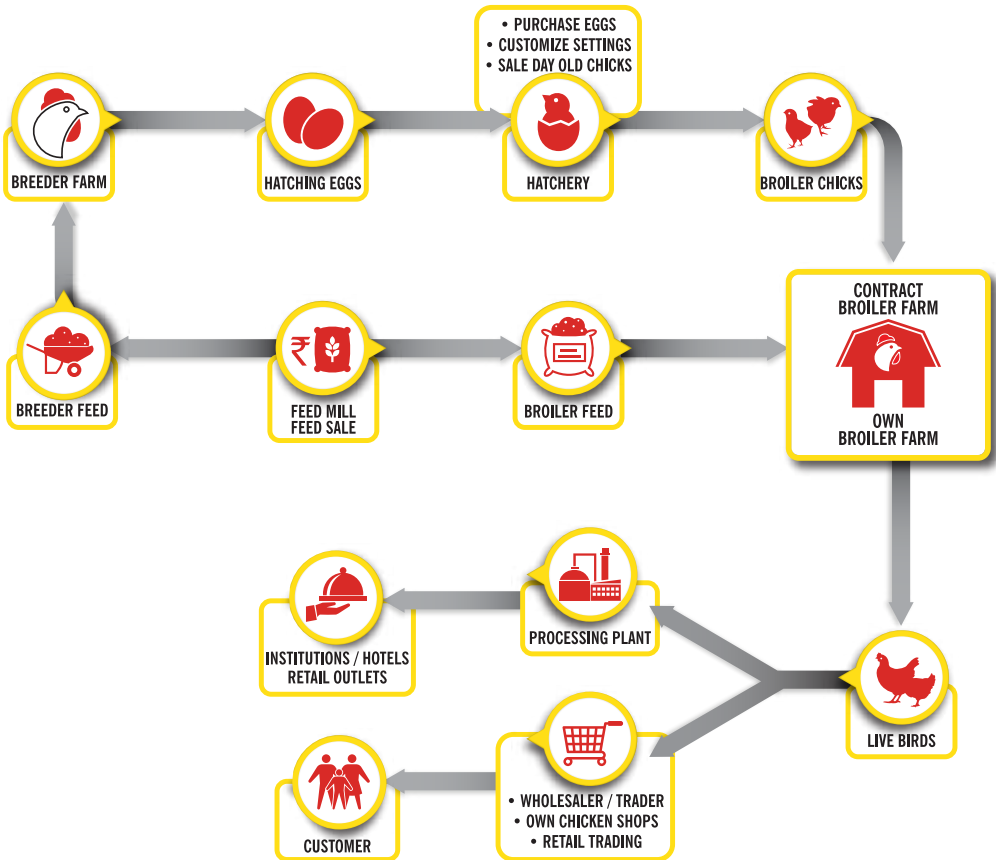 • PURCHASE EGGS
• CUSTOMIZE SETTINGS
• SALE DAY OLD CHICKS
BREEDER FARM
HATCHING EGGS
HATCHERY
BROILER CHICKS
CONTRACT
BROILER FARM
OWN
BROILER FARM
BREEDER FEED
₹
FEED MILL
FEED SALE
BROILER FEED
PROCESSING PLANT
INSTITUTIONS / HOTELS
RETAIL OUTLETS
LIVE BIRDS
• WHOLESALER / TRADER
• OWN CHICKEN SHOPS
• RETAIL TRADING
CUSTOMER